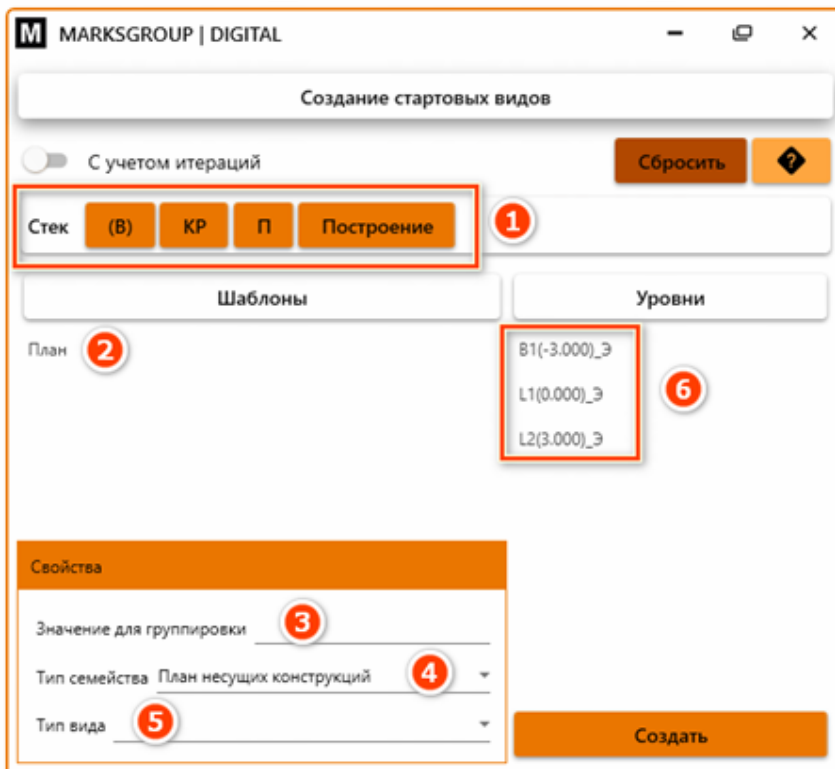 M MARKSGROUP | DIGITAL
Создание стартовых видов
С учетом итераций Сбросить ?
Стек (В) КР П Построение 1
Шаблоны Уровни
План 2 В1(-3.000)_Э
L1(0.000)_Э 6
L2(3.000)_Э
Свойства
Значение для группировки 3
Тип семейства План несущих конструкций 4
Тип вида 5
Создать